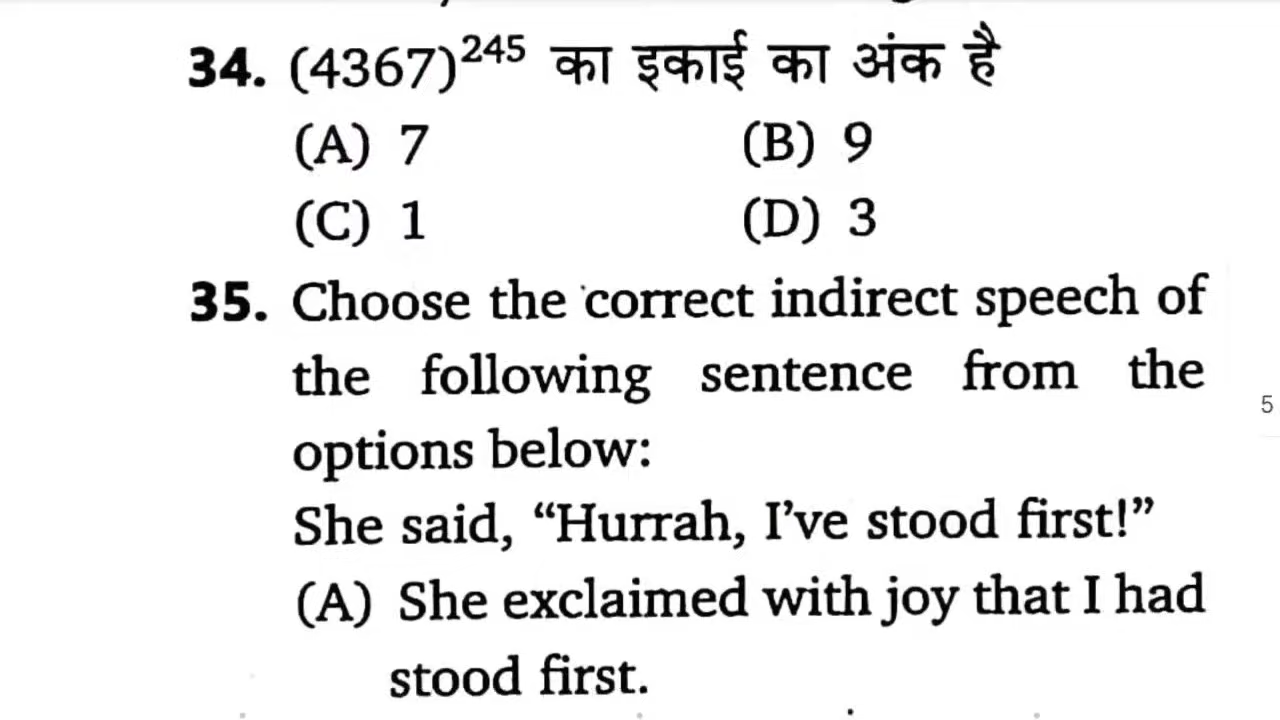 34. (4367)²⁴⁵ का इकाई का अंक है
(A) 7 (B) 9
(C) 1 (D) 3
35. Choose the correct indirect speech of
the following sentence from the
options below:
She said, “Hurrah, I’ve stood first!”
(A) She exclaimed with joy that I had
stood first.
5